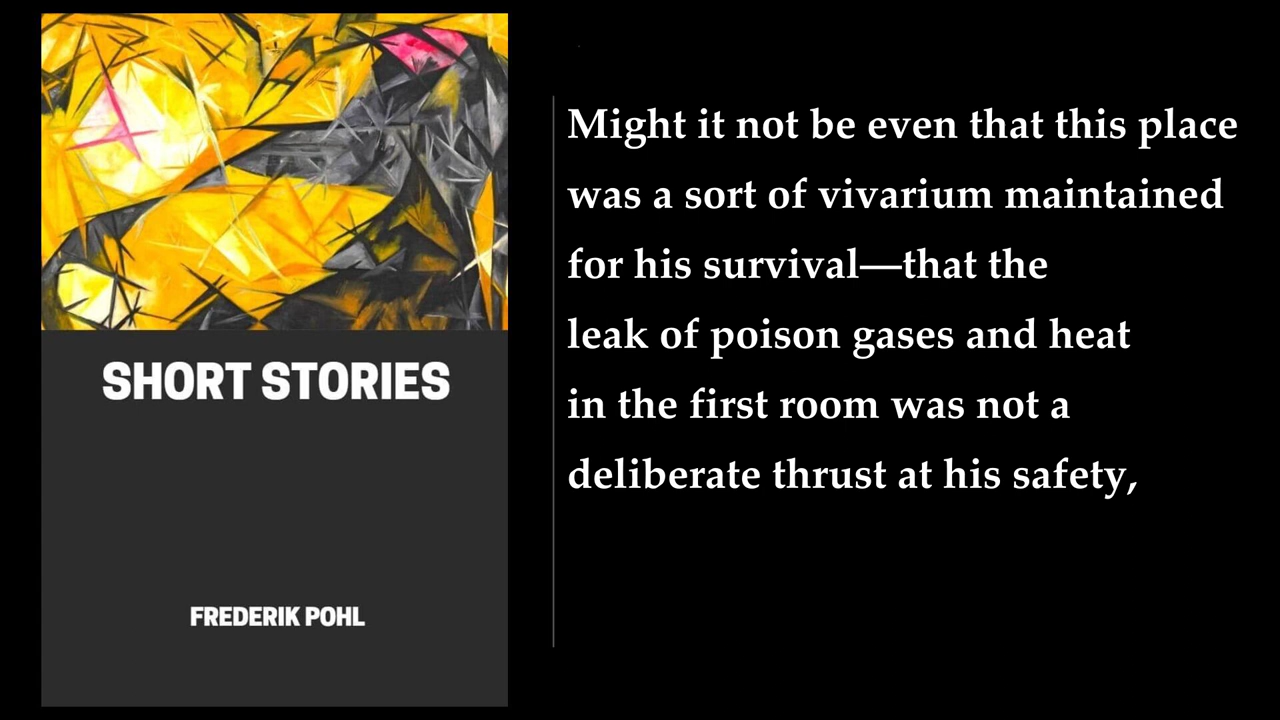 SHORT STORIES
FREDERIK POHL
Might it not be even that this place
was a sort of vivarium maintained
for his survival—that the
leak of poison gases and heat
in the first room was not a
deliberate thrust at his safety,